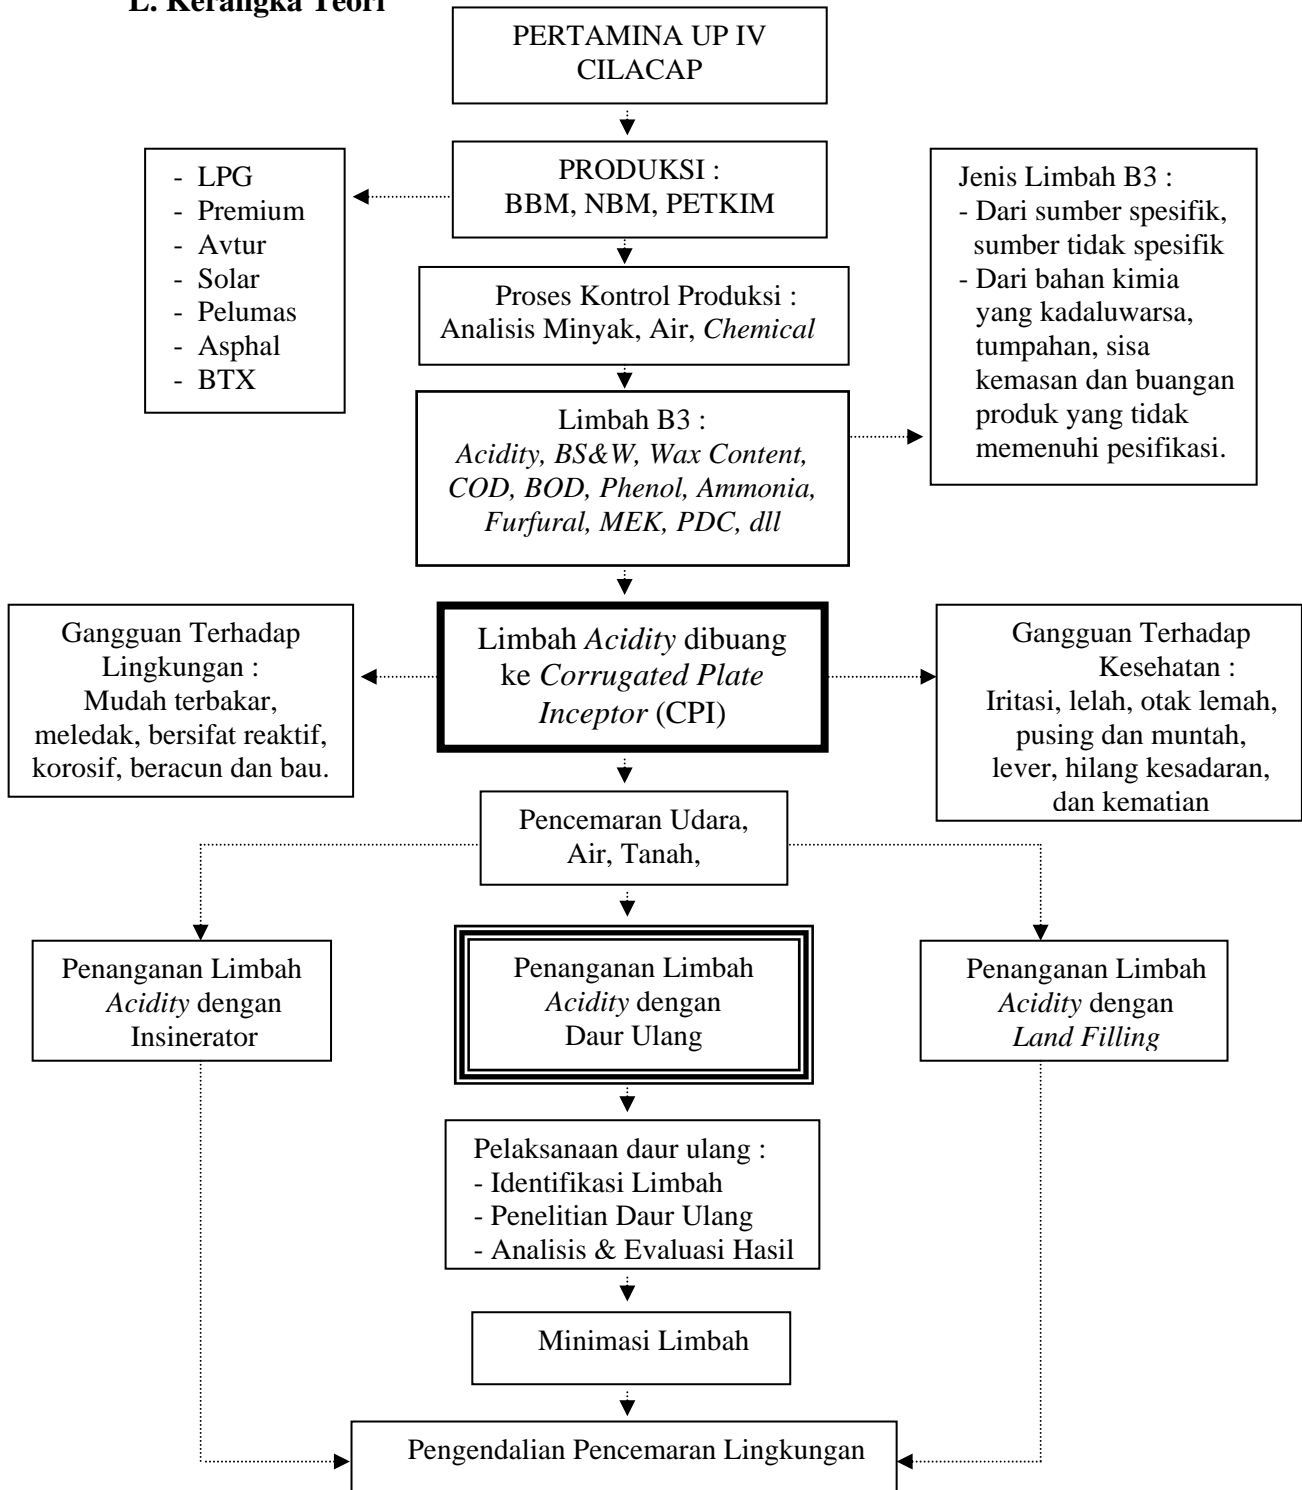 L. Kerangka Teori
PERTAMINA UP IV
CILACAP
- LPG
- Premium
- Avtur
- Solar
- Pelumas
- Asphal
- BTX
PRODUKSI :
BBM, NBM, PETKIM
Jenis Limbah B3 :
- Dari sumber spesifik,
sumber tidak spesifik
- Dari bahan kimia
yang kadaluwarsa,
tumpahan, sisa
kemasan dan buangan
produk yang tidak
memenuhi pesifikasi.
Proses Kontrol Produksi :
Analisis Minyak, Air, Chemical
Limbah B3 :
Acidity, BS&W, Wax Content,
COD, BOD, Phenol, Ammonia,
Furfural, MEK, PDC, dll
Gangguan Terhadap
Lingkungan :
Mudah terbakar,
meledak, bersifat reaktif,
korosif, beracun dan bau.
Limbah Acidity dibuang
ke Corrugated Plate
Inceptor (CPI)
Gangguan Terhadap
Kesehatan :
Iritasi, lelah, otak lemah,
pusing dan muntah,
lever, hilang kesadaran,
dan kematian
Pencemaran Udara,
Air, Tanah,
Penanganan Limbah
Acidity dengan
Insinerator
Penanganan Limbah
Acidity dengan
Daur Ulang
Penanganan Limbah
Acidity dengan
Land Filling
Pelaksanaan daur ulang :
- Identifikasi Limbah
- Penelitian Daur Ulang
- Analisis & Evaluasi Hasil
Minimasi Limbah
Pengendalian Pencemaran Lingkungan